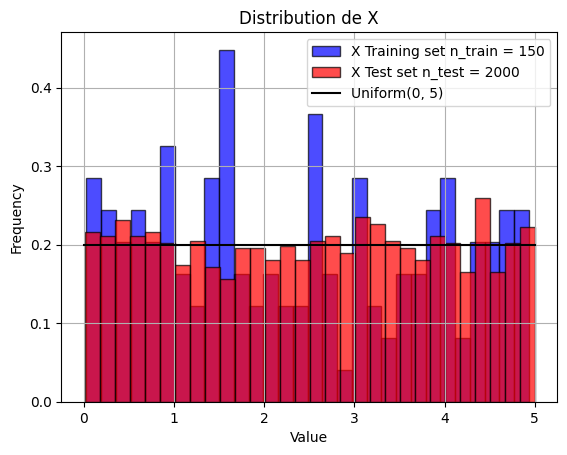 Distribution de X
X Training set n_train = 150
X Test set n_test = 2000
Uniform(0, 5)
Frequency
0.4
0.3
0.2
0.1
0.0
0 1 2 3 4 5
Value